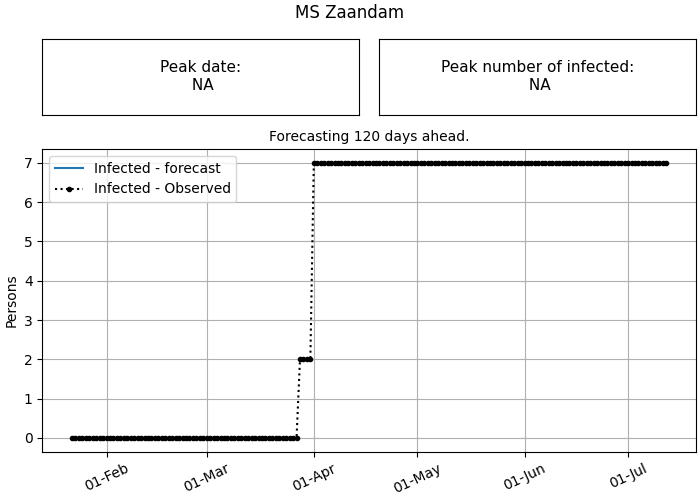 MS Zaandam
Peak date:
NA
Peak number of infected:
NA
Forecasting 120 days ahead.
Infected - forecast
Infected - Observed
7
6
5
4
3
2
1
0
Persons
01-Feb
01-Mar
01-Apr
01-May
01-Jun
01-Jul